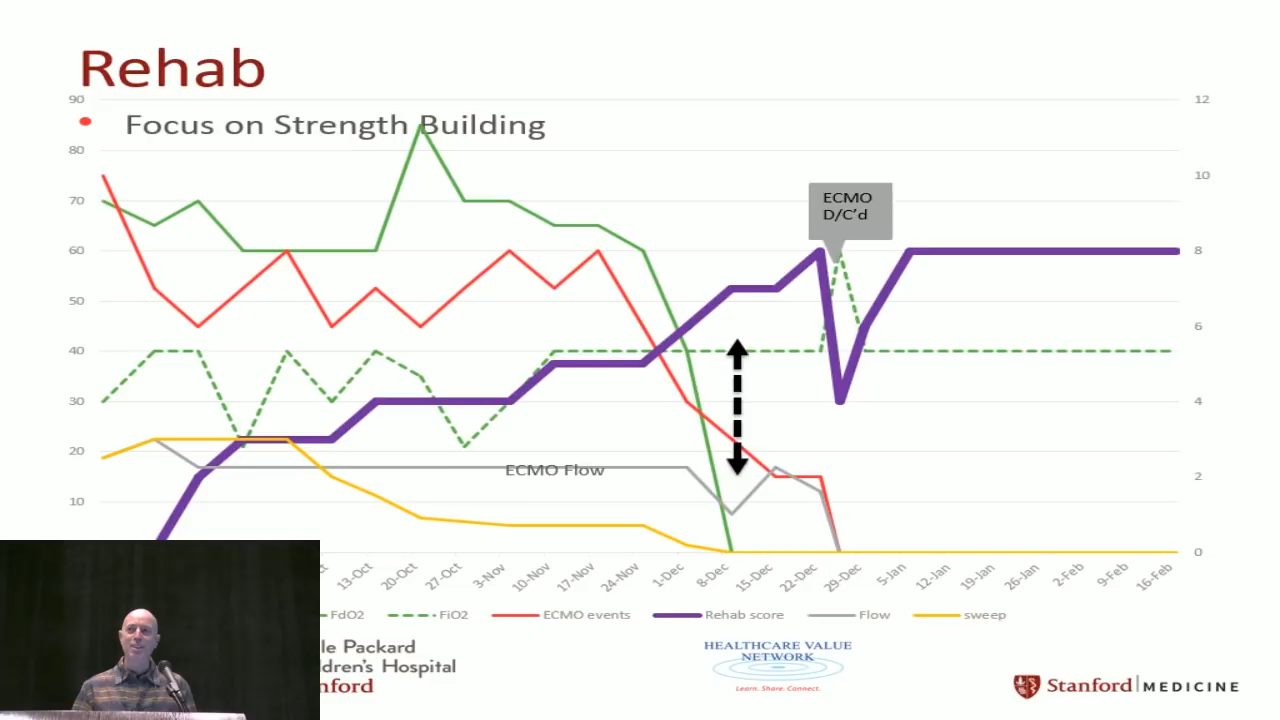 Rehab
• Focus on Strength Building
90
80
70
60
50
40
30
20
10
12
10
8
6
4
2
0
ECMO
D/C'd
ECMO Flow
13-Oct
20-Oct
27-Oct
3-Nov
10-Nov
17-Nov
24-Nov
1-Dec
8-Dec
15-Dec
22-Dec
29-Dec
5-Jan
12-Jan
19-Jan
26-Jan
2-Feb
9-Feb
16-Feb
FdO2 FiO2 ECMO events Rehab score Flow sweep
le Packard
ldren's Hospital
nford
HEALTHCARE VALUE
NETWORK
Learn. Share. Connect.
Stanford MEDICINE